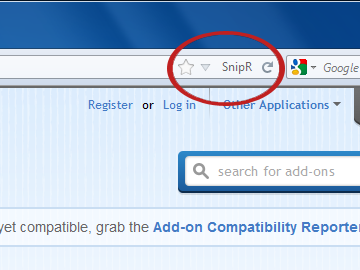 SnipR Google
Register or Log in Other Applications
search for add-ons
yet compatible, grab the Add-on Compatibility Reporter